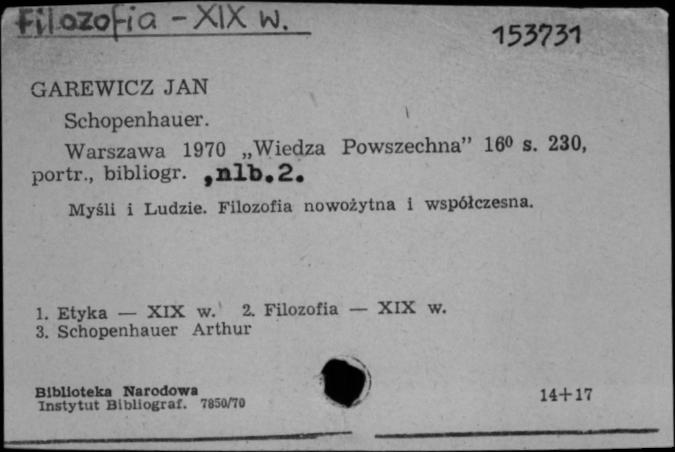 Filozofia - XIX w.
153731
GAREWICZ JAN
Schopenhauer.
Warszawa 1970 „Wiedza Powszechna” 16⁰ s. 230,
portr., bibliogr. ,nlb.2.
Myśli i Ludzie. Filozofia nowożytna i współczesna.
1. Etyka — XIX w. 2. Filozofia — XIX w.
3. Schopenhauer Arthur
Biblioteka Narodowa
Instytut Bibliograf. 7850/70
14+17